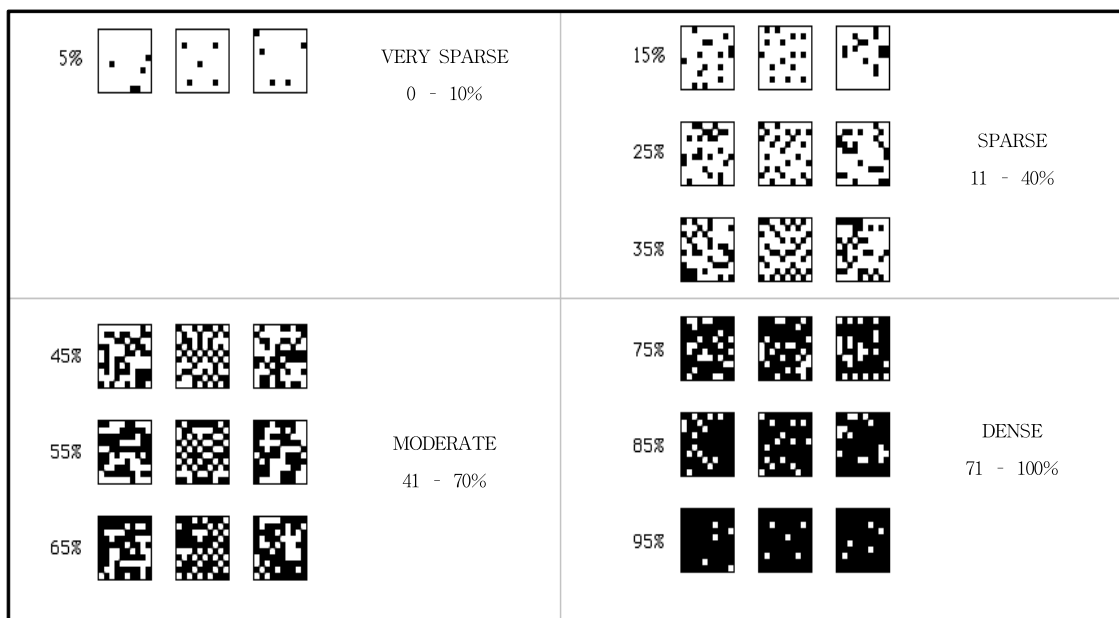 5%
VERY SPARSE
0 - 10%
15%
25%
35%
SPARSE
11 - 40%
45%
55%
65%
MODERATE
41 - 70%
75%
85%
95%
DENSE
71 - 100%